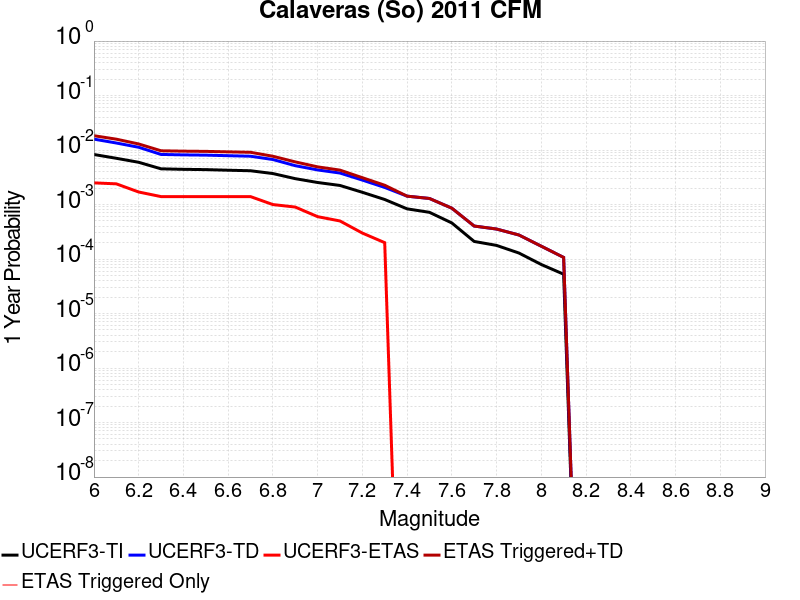 Calaveras (So) 2011 CFM
10^0
10^-1
10^-2
10^-3
10^-4
10^-5
10^-6
10^-7
10^-8
1 Year Probability
6 6.2 6.4 6.6 6.8 7 7.2 7.4 7.6 7.8 8 8.2 8.4 8.6 8.8 9
Magnitude
UCERF3-TI UCERF3-TD UCERF3-ETAS ETAS Triggered+TD
ETAS Triggered Only